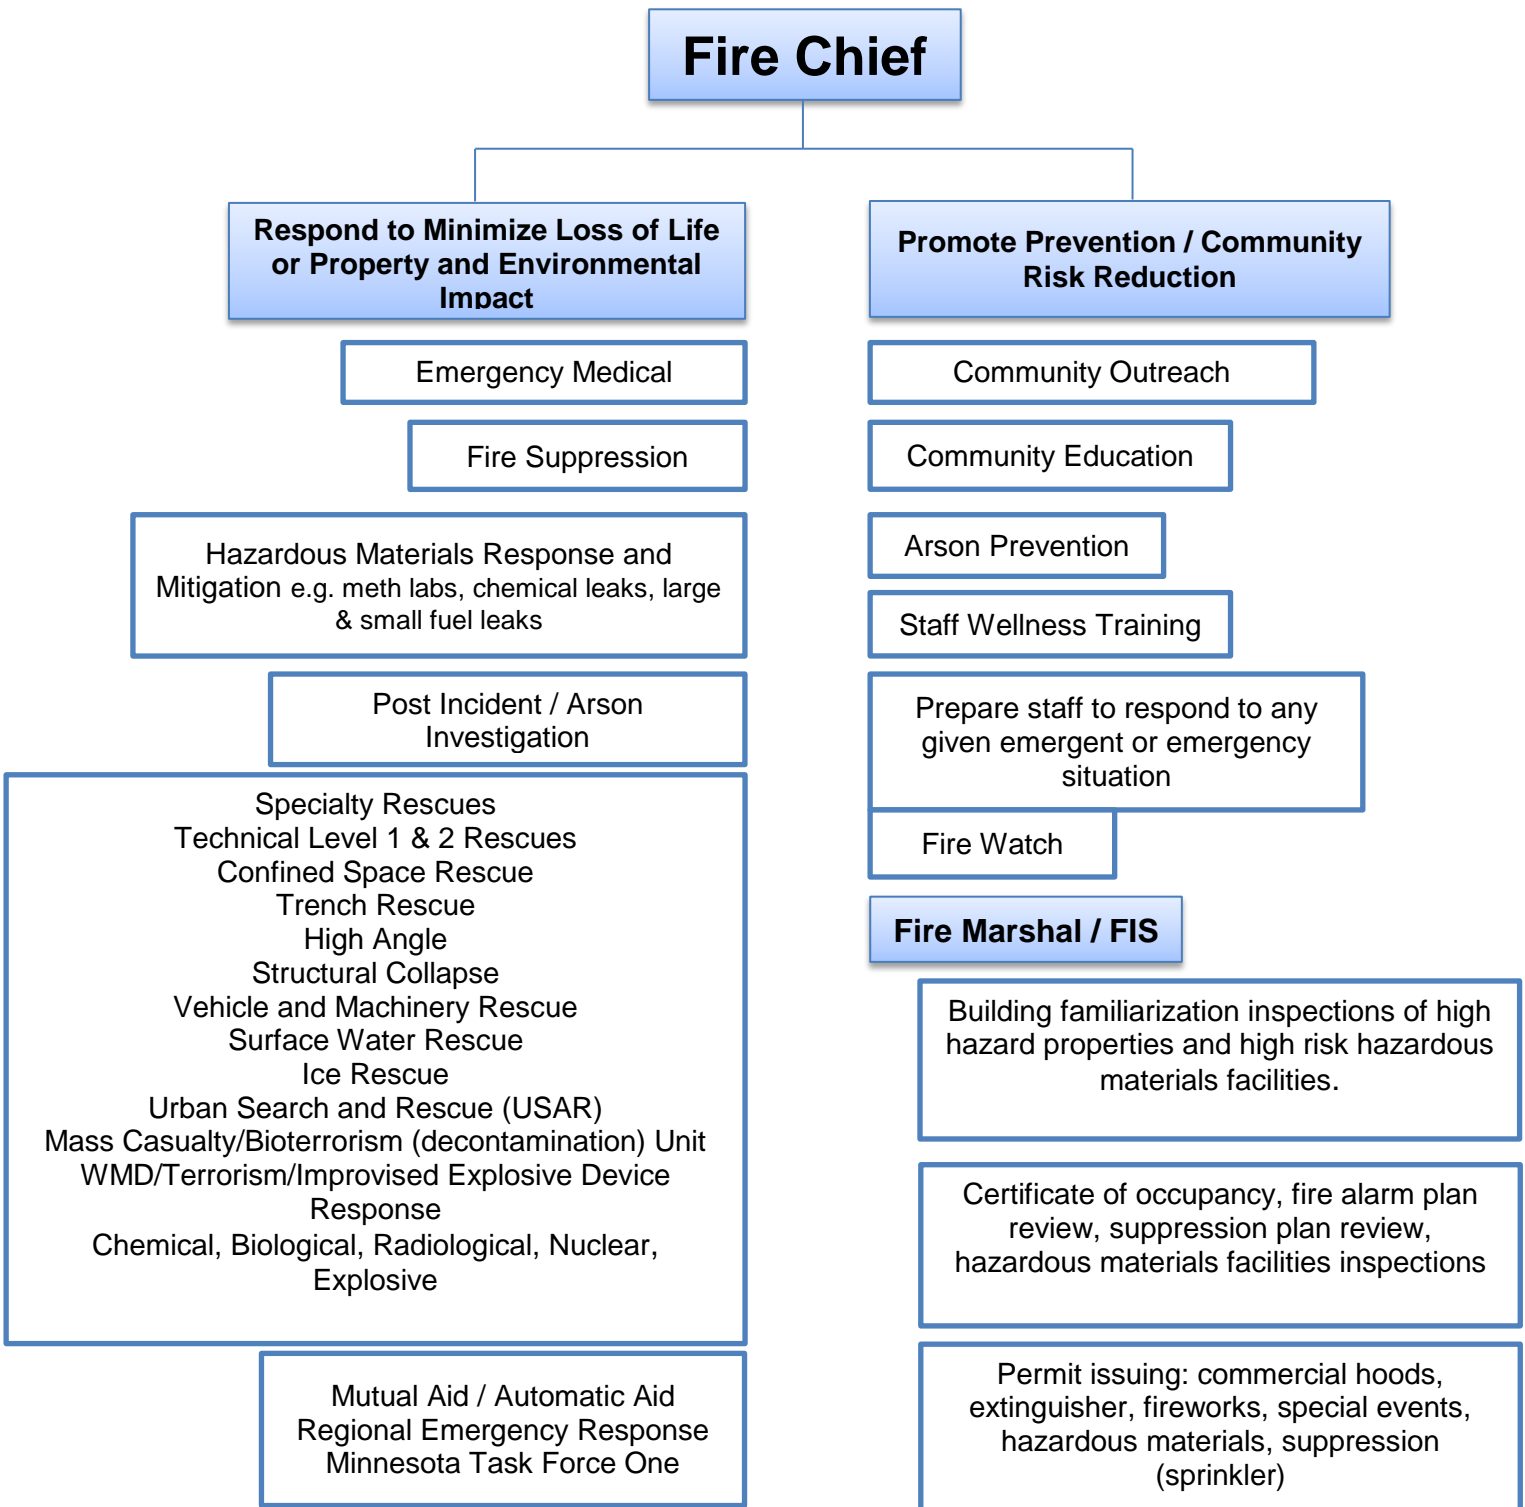 Fire Chief
Respond to Minimize Loss of Life
or Property and Environmental
Impact
Emergency Medical
Fire Suppression
Hazardous Materials Response and
Mitigation e.g. meth labs, chemical leaks, large
& small fuel leaks
Post Incident / Arson
Investigation
Specialty Rescues
Technical Level 1 & 2 Rescues
Confined Space Rescue
Trench Rescue
High Angle
Structural Collapse
Vehicle and Machinery Rescue
Surface Water Rescue
Ice Rescue
Urban Search and Rescue (USAR)
Mass Casualty/Bioterrorism (decontamination) Unit
WMD/Terrorism/Improvised Explosive Device
Response
Chemical, Biological, Radiological, Nuclear,
Explosive
Mutual Aid / Automatic Aid
Regional Emergency Response
Minnesota Task Force One
Promote Prevention / Community
Risk Reduction
Community Outreach
Community Education
Arson Prevention
Staff Wellness Training
Prepare staff to respond to any
given emergent or emergency
situation
Fire Watch
Fire Marshal / FIS
Building familiarization inspections of high
hazard properties and high risk hazardous
materials facilities.
Certificate of occupancy, fire alarm plan
review, suppression plan review,
hazardous materials facilities inspections
Permit issuing: commercial hoods,
extinguisher, fireworks, special events,
hazardous materials, suppression
(sprinkler)